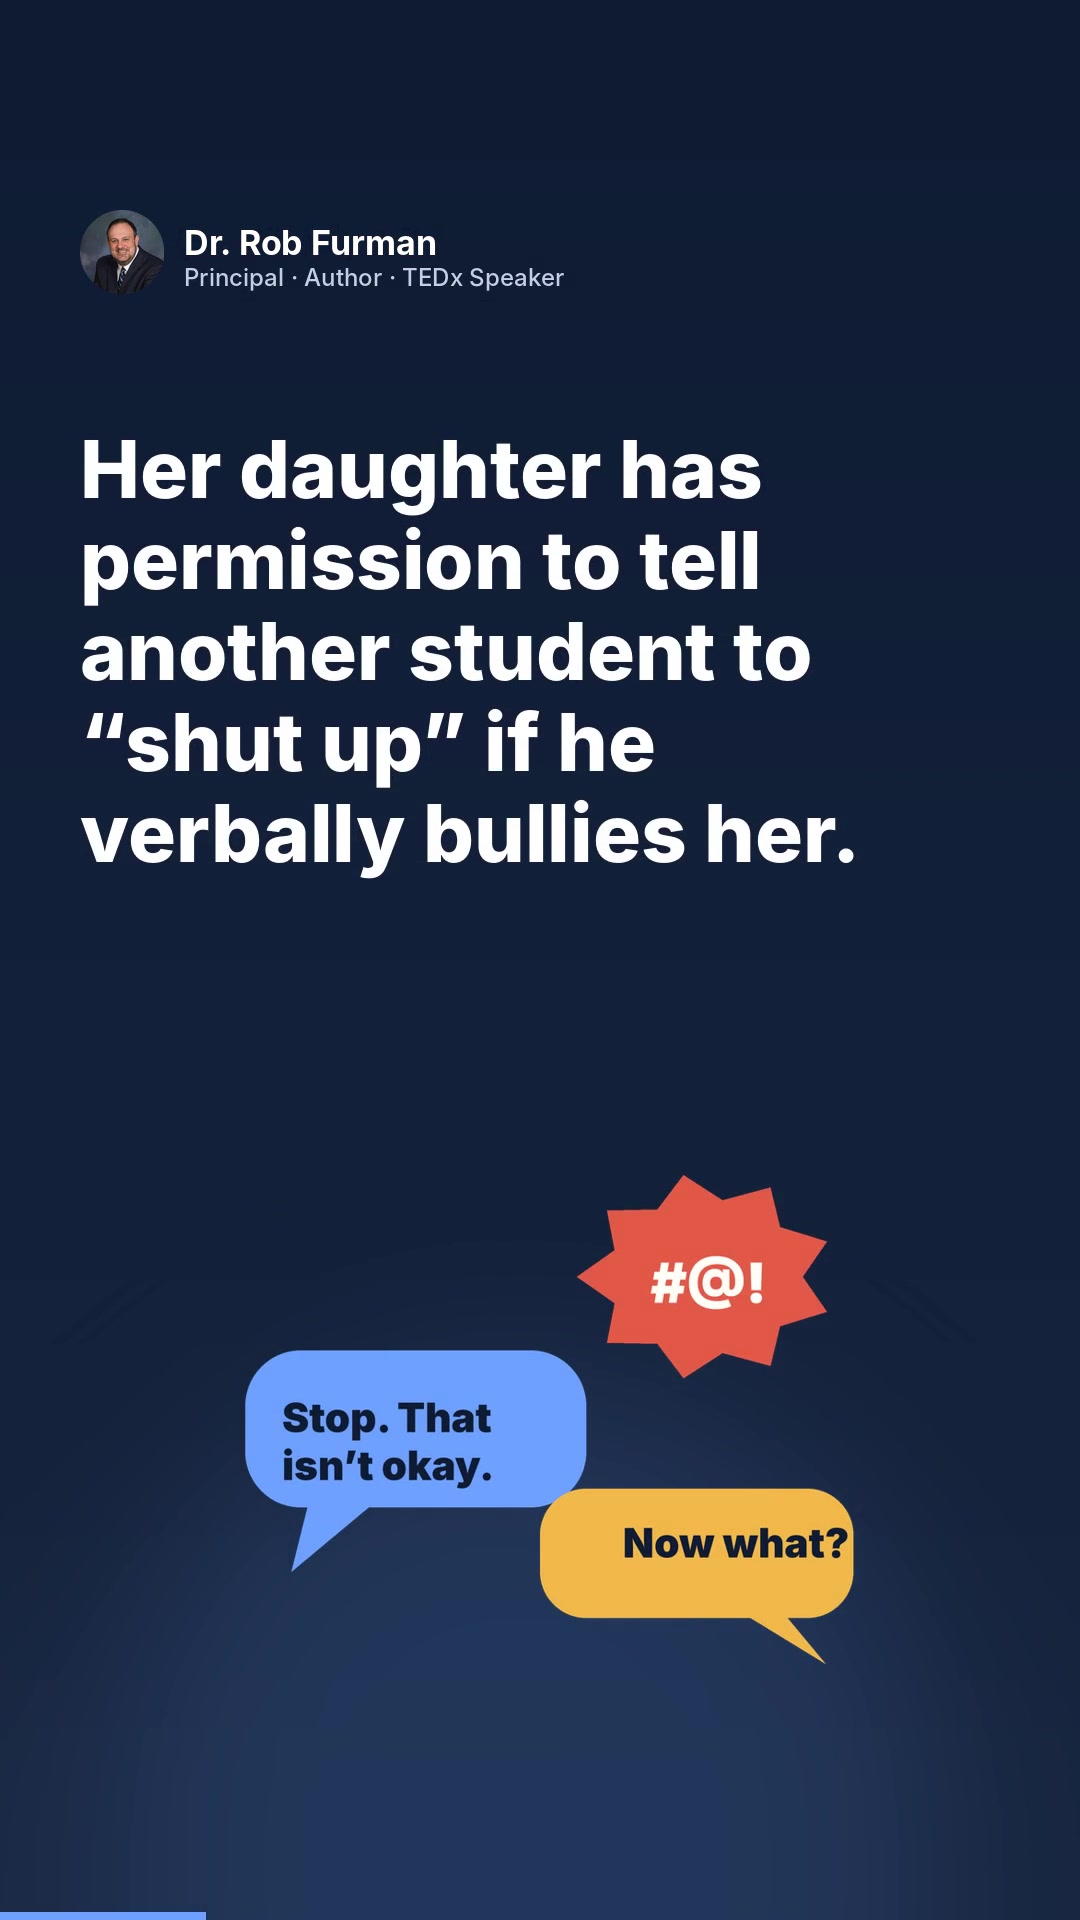 Dr. Rob Furman
Principal · Author · TEDx Speaker
Her daughter has
permission to tell
another student to
“shut up” if he
verbally bullies her.
#@!
Stop. That
isn’t okay.
Now what?